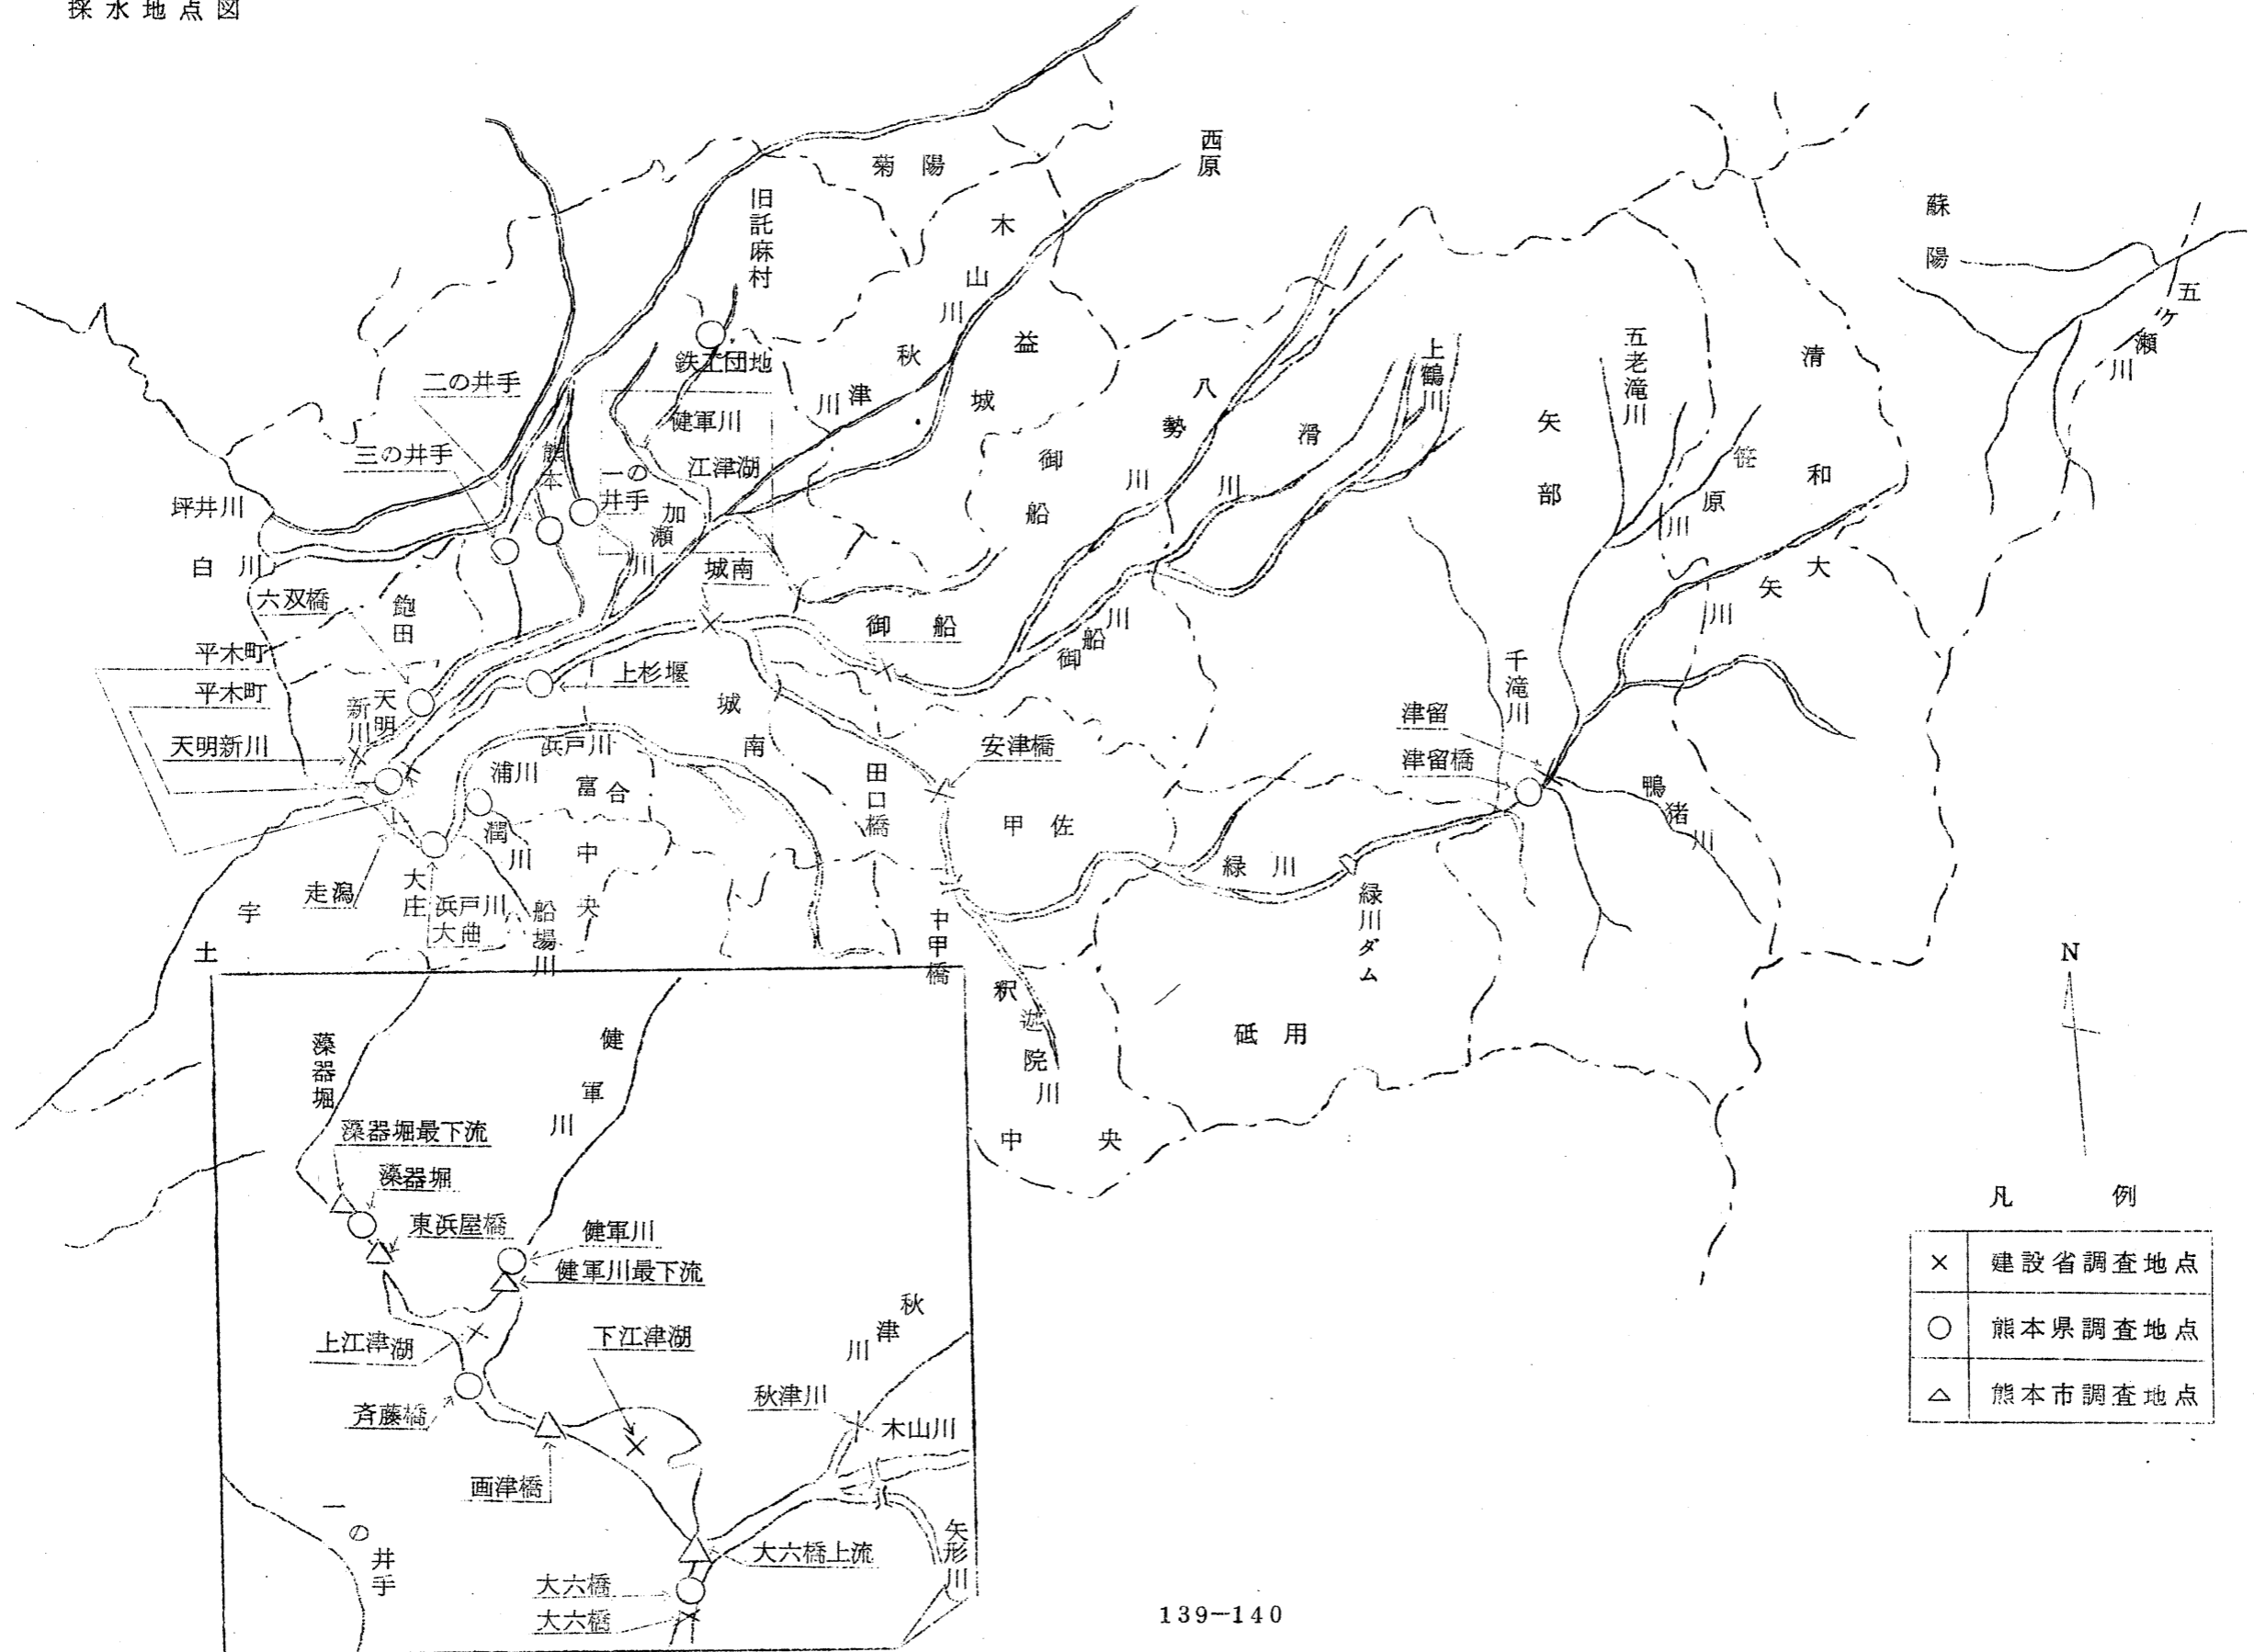 採水地点図
西原
菊陽
旧託麻村
木山川
蘇陽
五ヶ瀬川
鉄工団地
二の井手
健軍川
秋津川
益城
上鶴川
五老滝川
清和
三の井手
熊本
一の井手
江津湖
八勢川
滑川
御船
矢部
笹原川
坪井川
加瀬川
白川
城南
大矢川
六双橋
飽田
御船
御船川
平木町
上杉堰
千滝川
平木町
天明
新川
城南
津留
天明新川
浜戸川
安津橋
津留橋
浦川
富合
田口橋
鴨猪川
潤川
甲佐
中央
緑川
走潟
大庄
浜戸川
大曲
船場川
中甲橋
緑川ダム
宇土
釈迦院川
砥用
中央
N
藻器堀
健軍川
藻器堀最下流
藻器堀
東浜屋橋
健軍川
健軍川最下流
秋津川
上江津湖
下江津湖
秋津川
斉藤橋
木山川
画津橋
一の井手
大六橋上流
矢形川
大六橋
大六橋
凡例
× 建設省調査地点
○ 熊本県調査地点
△ 熊本市調査地点
139-140